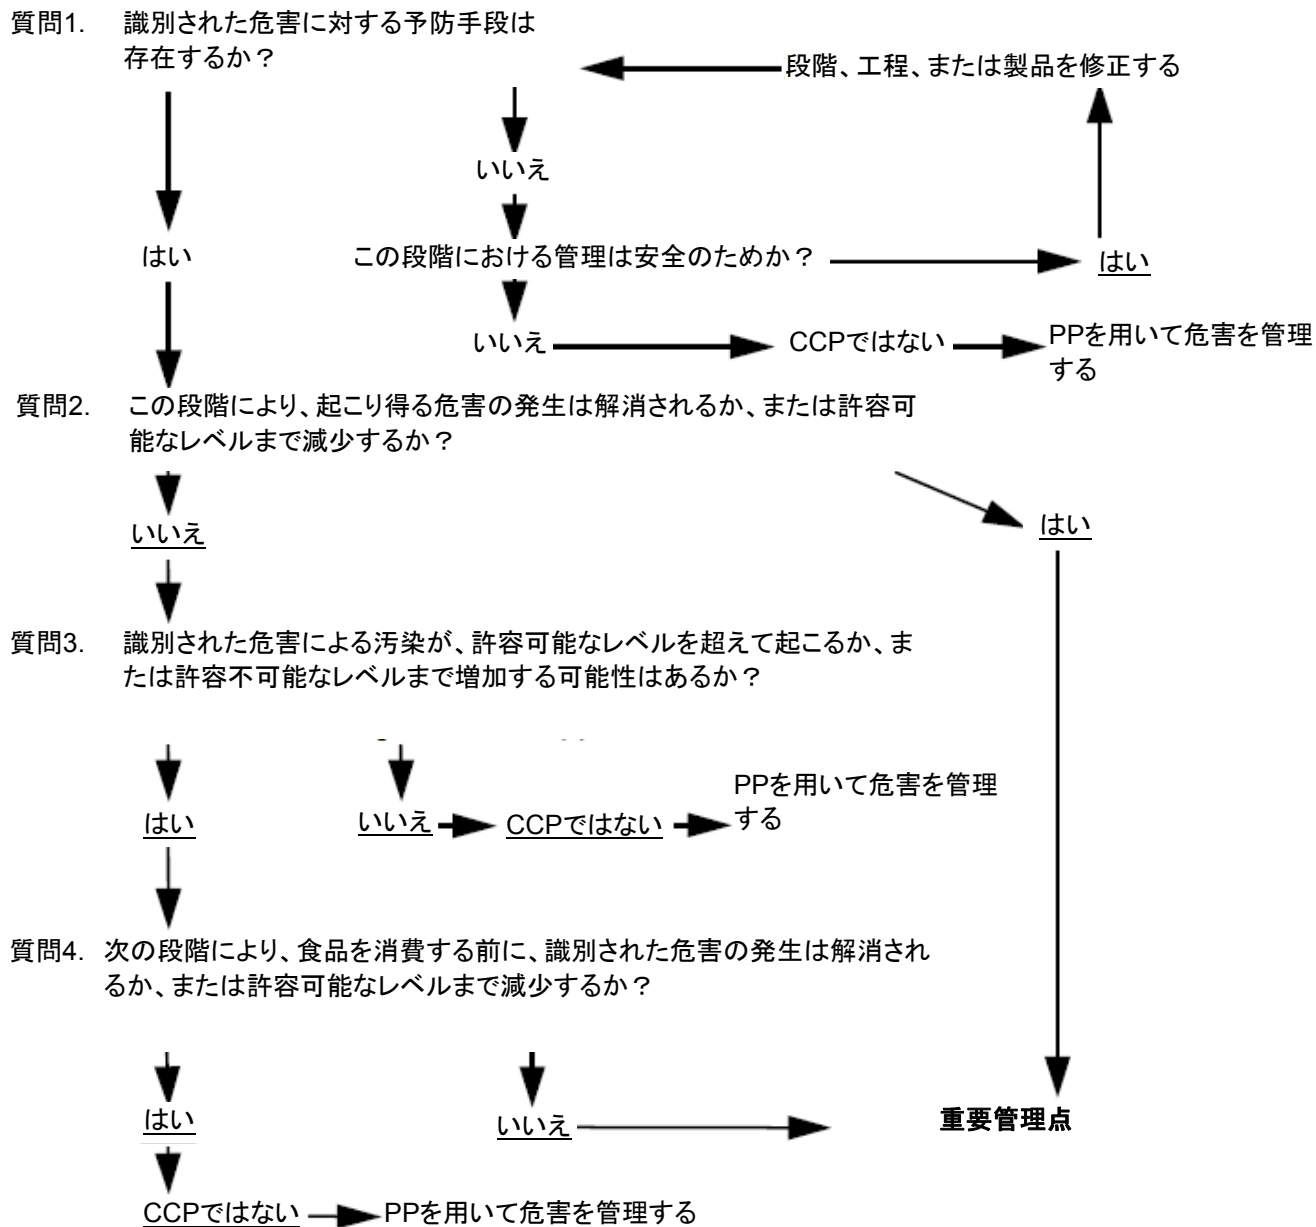 質問1. 識別された危害に対する予防手段は
存在するか？
段階、工程、または製品を修正する
いいえ
はい
この段階における管理は安全のためか？
はい
いいえ
CCPではない
PPを用いて危害を管理
する
質問2. この段階により、起こり得る危害の発生は解消されるか、または許容可
能なレベルまで減少するか？
いいえ
はい
質問3. 識別された危害による汚染が、許容可能なレベルを超えて起こるか、ま
たは許容不可能なレベルまで増加する可能性はあるか？
はい
いいえ
CCPではない
PPを用いて危害を管理
する
質問4. 次の段階により、食品を消費する前に、識別された危害の発生は解消され
るか、または許容可能なレベルまで減少するか？
はい
いいえ
重要管理点
CCPではない
PPを用いて危害を管理する